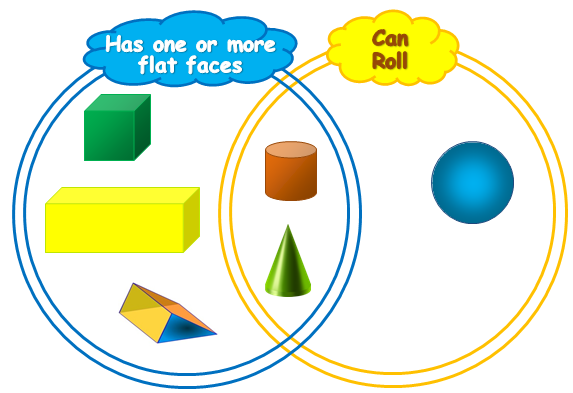 Has one or more
flat faces
Can
Roll